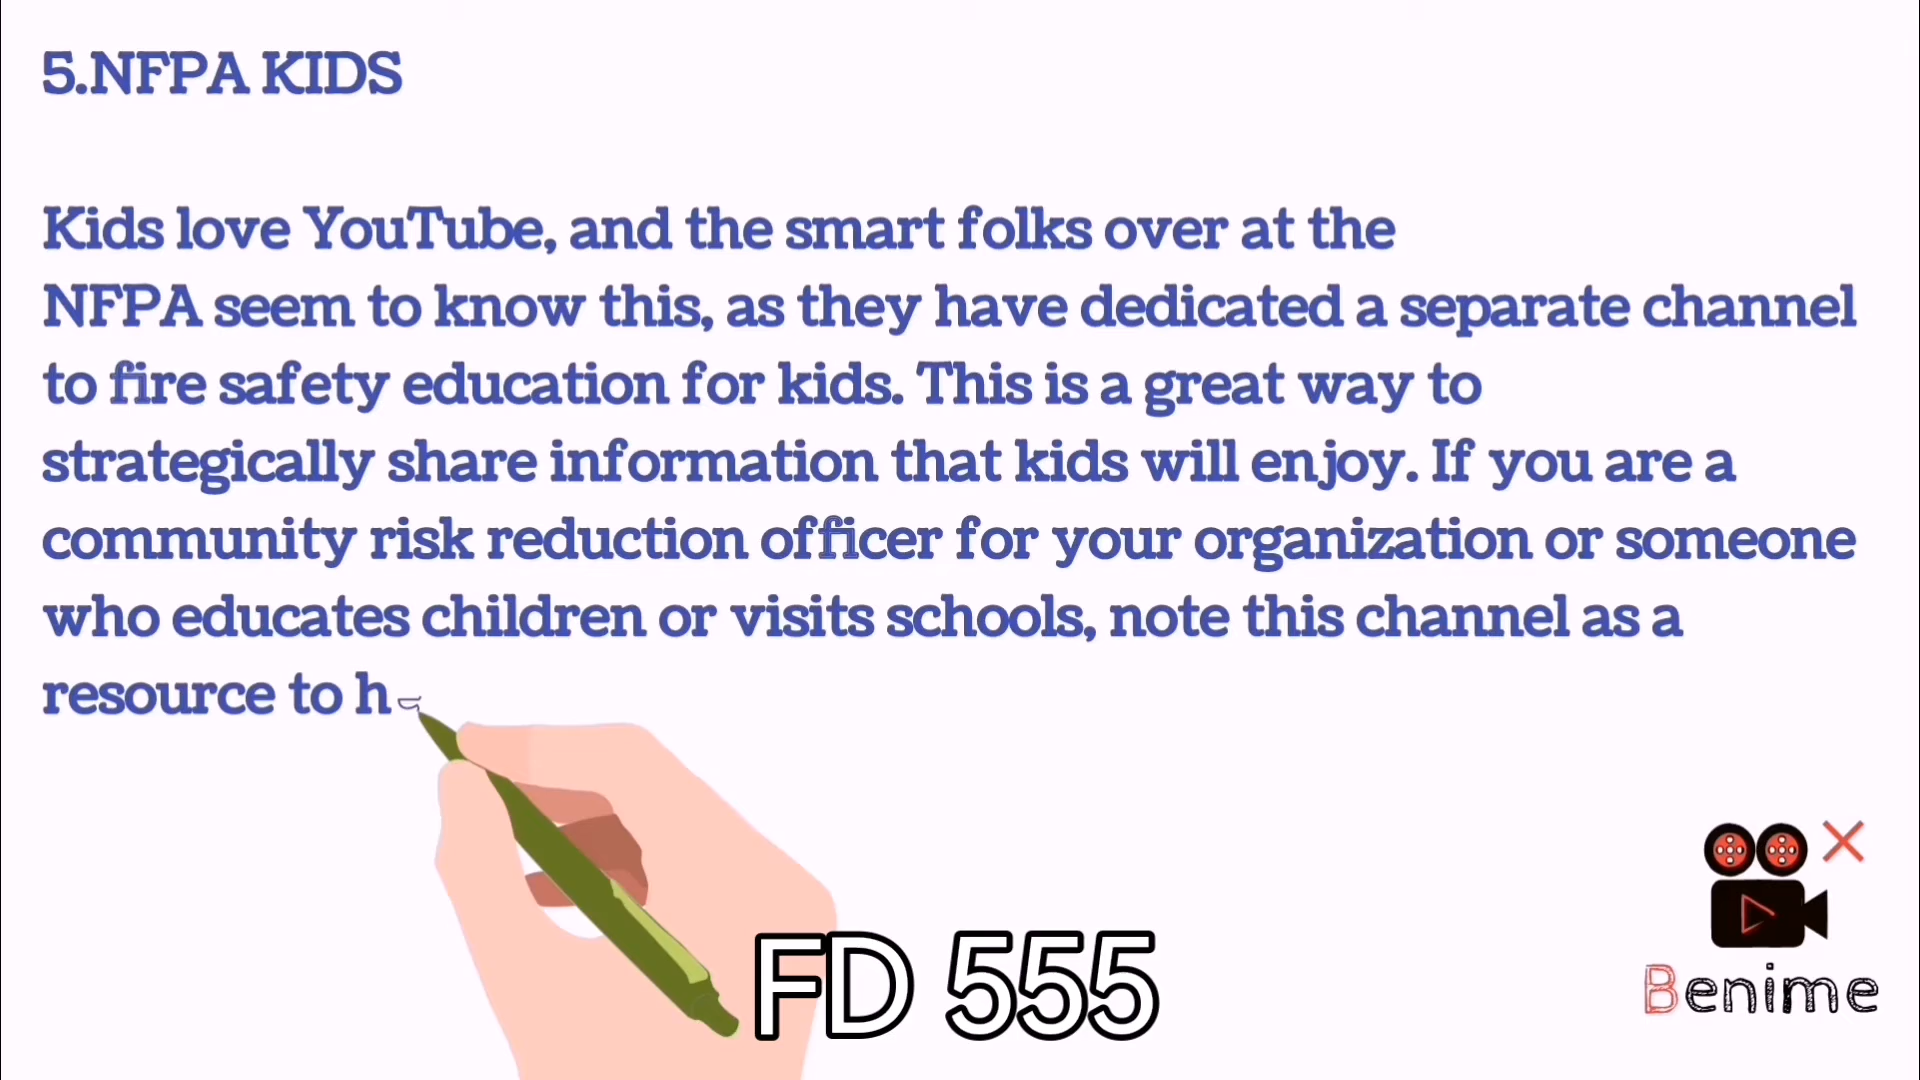 5.NFPA KIDS
Kids love YouTube, and the smart folks over at the
NFPA seem to know this, as they have dedicated a separate channel
to fire safety education for kids. This is a great way to
strategically share information that kids will enjoy. If you are a
community risk reduction officer for your organization or someone
who educates children or visits schools, note this channel as a
resource to h
FD 555
Benime